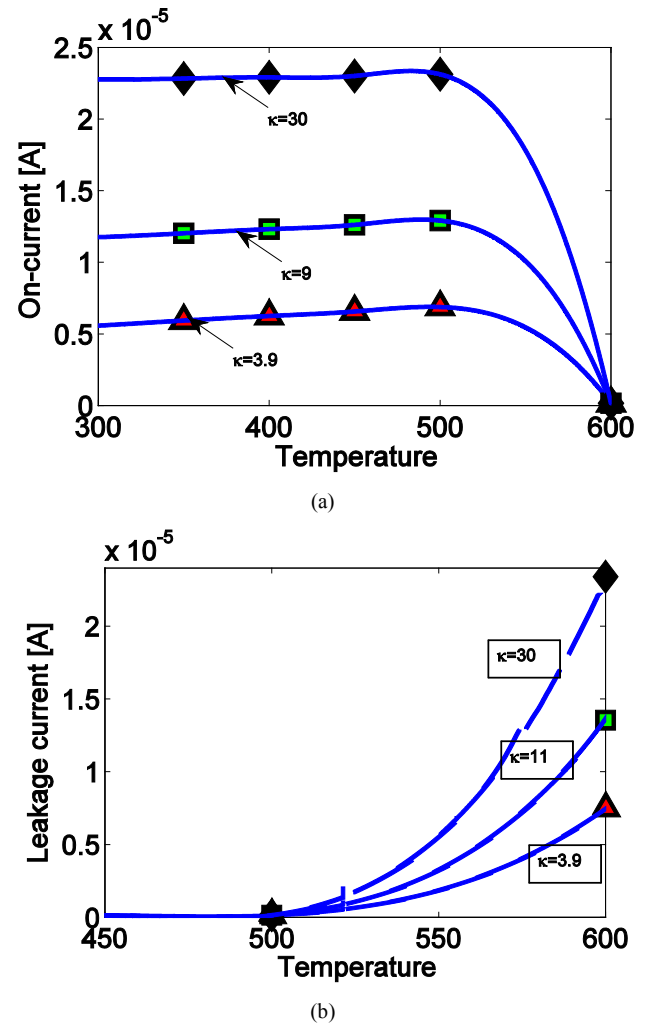 x 10-5
2.5
2
1.5
1
0.5
0
On-current [A]
κ=30
κ=9
κ=3.9
300 400 500 600
Temperature
(a)
x 10-5
2
1.5
1
0.5
0
Leakage current [A]
κ=30
κ=11
κ=3.9
450 500 550 600
Temperature
(b)